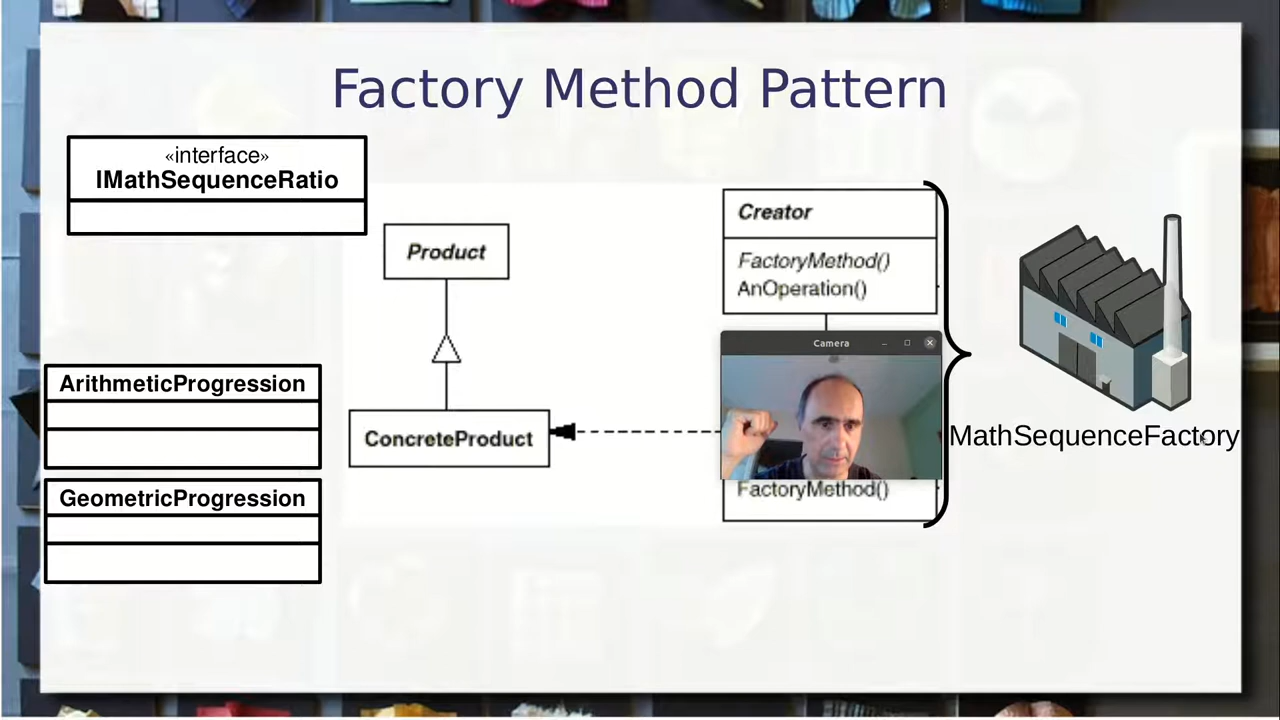 Factory Method Pattern
«interface»
IMathSequenceRatio
Product
Creator
FactoryMethod()
AnOperation()
Camera
ArithmeticProgression
ConcreteProduct
MathSequenceFactory
GeometricProgression
FactoryMethod()